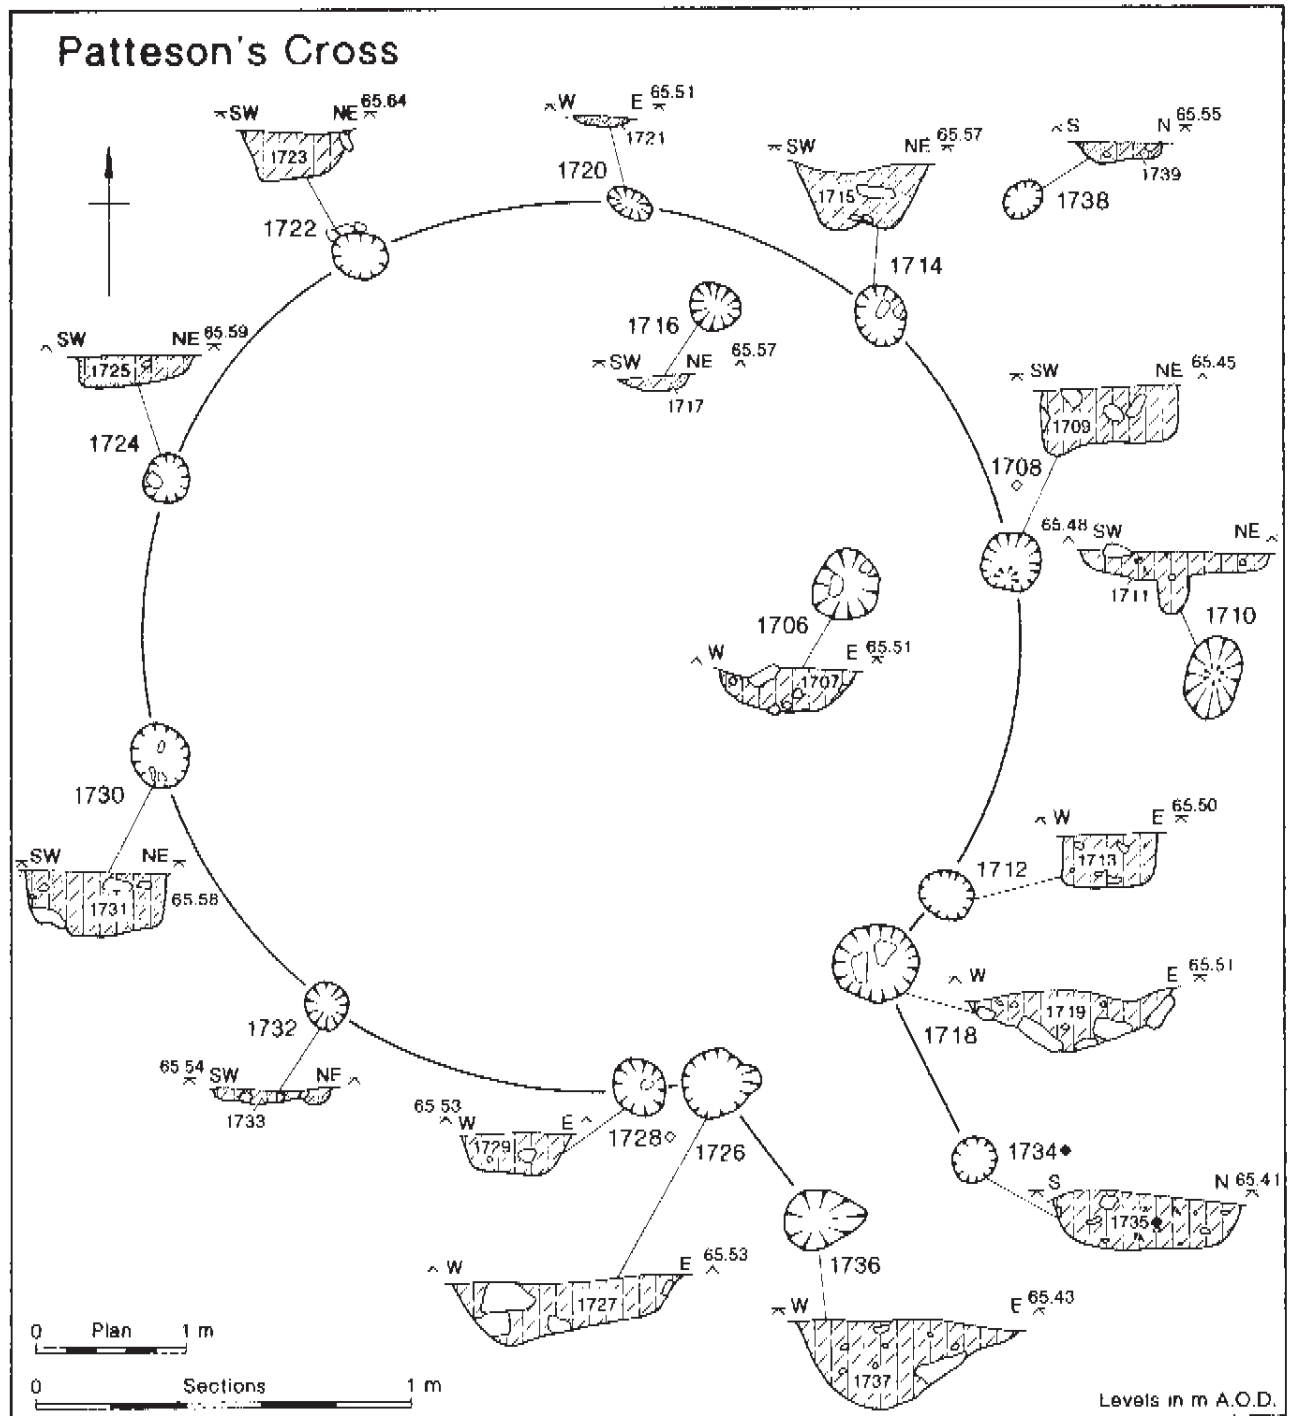 Patteson's Cross
SW NE 65.64
1723
1722
W E 65.51
1721
1720
SW NE 65.57
1715
1714
S N 65.55
1739
1738
SW NE 65.59
1725
1724
1716
SW NE 65.57
1717
SW NE 65.45
1709
1708
65.48 SW NE
1711
1710
1706
W E 65.51
1707
1730
SW NE
1731 65.58
1712
W E 65.50
1713
W E 65.51
1719
1718
1732
65.54 SW NE
1733
65.53 W E
1729
1728
1726
1734
S N 65.41
1735
1736
W E 65.53
1727
W E 65.43
1737
0 Plan 1 m
0 Sections 1 m
Levels in m A.O.D.